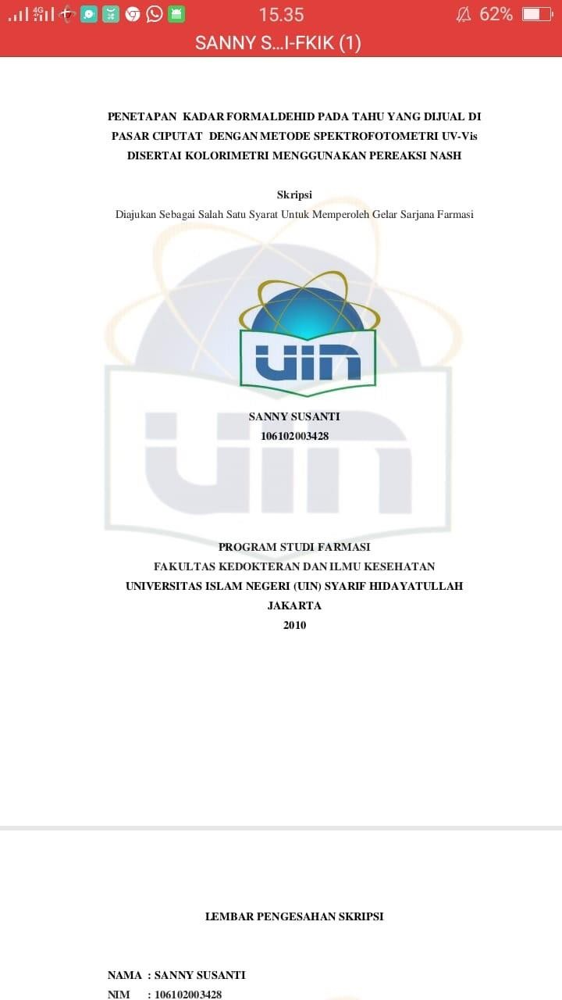 4G
15.35
62%
SANNY S...I-FKIK (1)
PENETAPAN KADAR FORMALDEHID PADA TAHU YANG DIJUAL DI
PASAR CIPUTAT DENGAN METODE SPEKTROFOTOMETRI UV-Vis
DISERTAI KOLORIMETRI MENGGUNAKAN PEREAKSI NASH
Skripsi
Diajukan Sebagai Salah Satu Syarat Untuk Memperoleh Gelar Sarjana Farmasi
uin
SANNY SUSANTI
106102003428
uin
PROGRAM STUDI FARMASI
FAKULTAS KEDOKTERAN DAN ILMU KESEHATAN
UNIVERSITAS ISLAM NEGERI (UIN) SYARIF HIDAYATULLAH
JAKARTA
2010
LEMBAR PENGESAHAN SKRIPSI
NAMA : SANNY SUSANTI
NIM : 106102003428